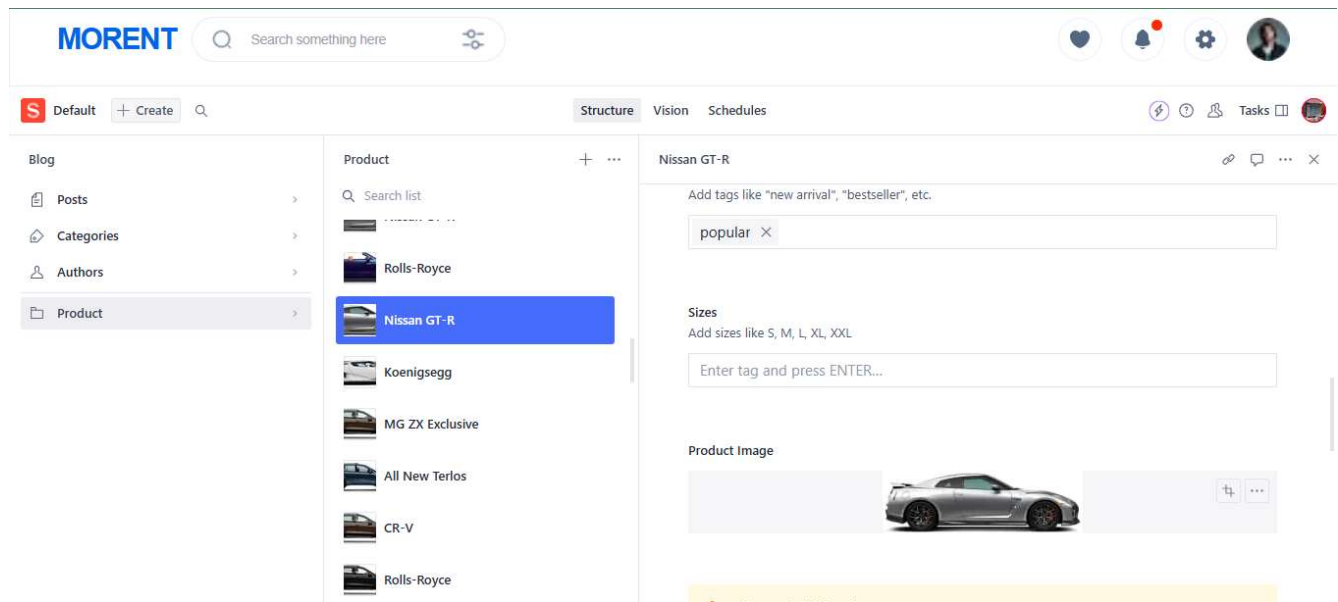 MORENT
Search something here
S Default + Create
Structure Vision Schedules
Tasks
Blog
Posts
Categories
Authors
Product
Product
Search list
Rolls-Royce
Nissan GT-R
Koenigsegg
MG ZX Exclusive
All New Terlos
CR-V
Rolls-Royce
Nissan GT-R
Add tags like "new arrival", "bestseller", etc.
popular
Sizes
Add sizes like S, M, L, XL, XXL
Enter tag and press ENTER...
Product Image